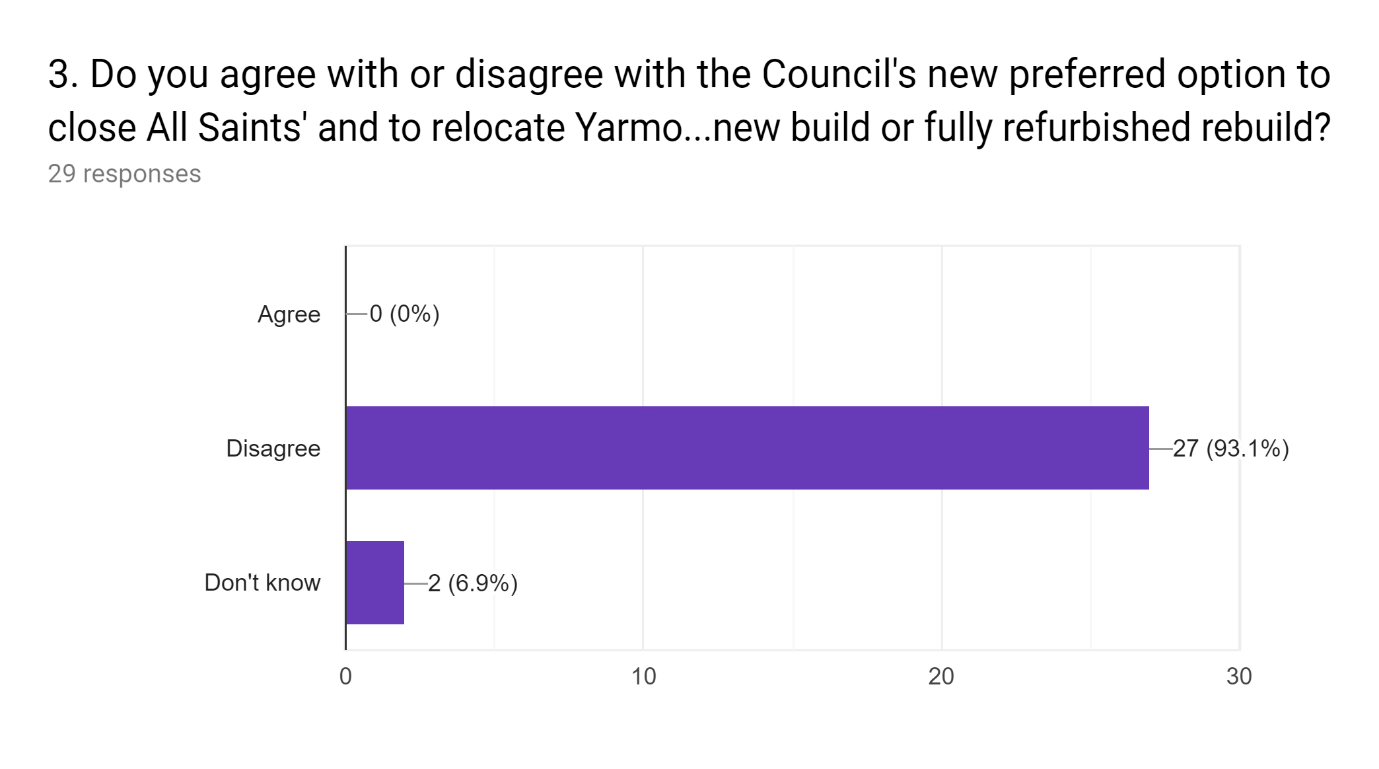 3. Do you agree with or disagree with the Council's new preferred option to
close All Saints' and to relocate Yarmo...new build or fully refurbished rebuild?
29 responses
Agree
0 (0%)
Disagree
27 (93.1%)
Don't know
2 (6.9%)
0
10
20
30